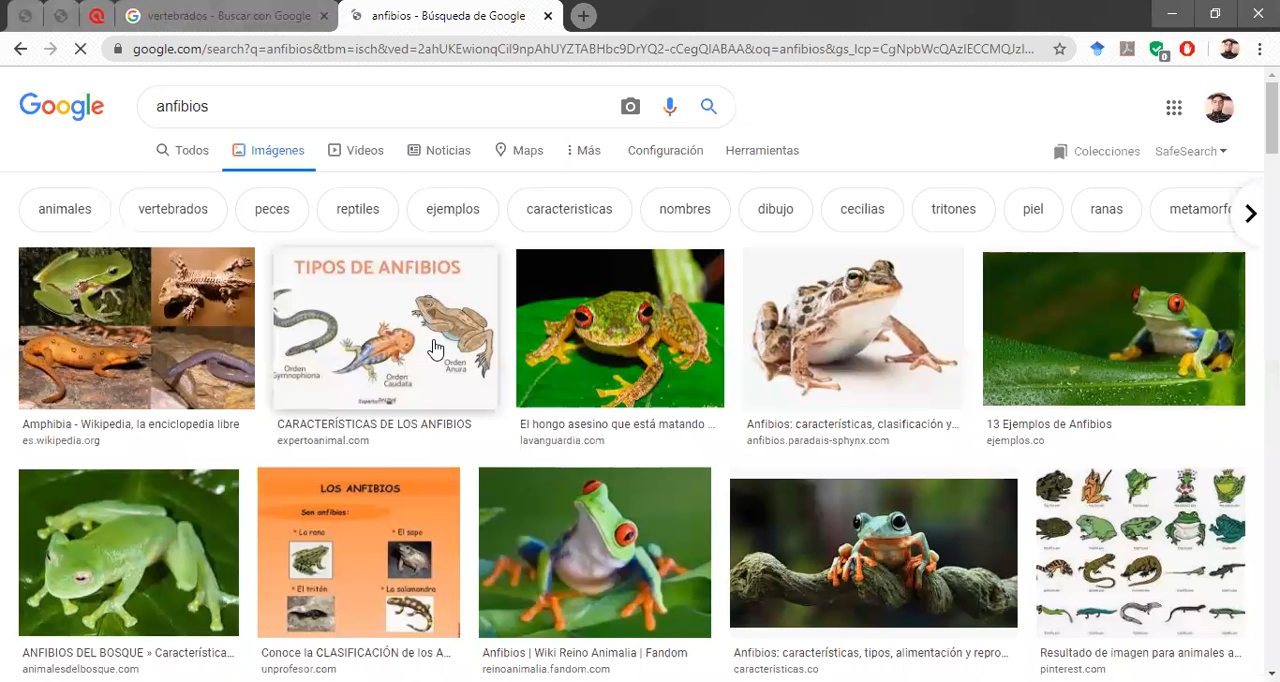 vertebrados - Buscar con Google
anfibios - Búsqueda de Google
google.com/search?q=anfibios&tbm=isch&ved=2ahUKEwionqCil9npAhUYZTABHbc9DrYQ2-cCegQIABAA&oq=anfibios&gs_lcp=CgNpbWcQAzIECCMQJzI...
0
Google
anfibios
Todos
Imágenes
Videos
Noticias
Maps
Más
Configuración
Herramientas
Colecciones
SafeSearch
animales
vertebrados
peces
reptiles
ejemplos
caracteristicas
nombres
dibujo
cecilias
tritones
piel
ranas
metamorfo
TIPOS DE ANFIBIOS
Orden
Gymnophiona
Orden
Caudata
Orden
Anura
Amphibia - Wikipedia, la enciclopedia libre
es.wikipedia.org
CARACTERÍSTICAS DE LOS ANFIBIOS
expertoanimal.com
El hongo asesino que está matando ...
lavanguardia.com
Anfibios: características, clasificación y...
anfibios.paradais-sphynx.com
13 Ejemplos de Anfibios
ejemplos.co
LOS ANFIBIOS
Son anfibios:
* La rana
* El sapo
* El tritón
* La salamandra
ANFIBIOS DEL BOSQUE » Característica...
animalesdelbosque.com
Conoce la CLASIFICACIÓN de los A...
unprofesor.com
Anfibios | Wiki Reino Animalia | Fandom
reinoanimalia.fandom.com
Anfibios: características, tipos, alimentación y repro...
caracteristicas.co
Resultado de imagen para animales a...
pinterest.com